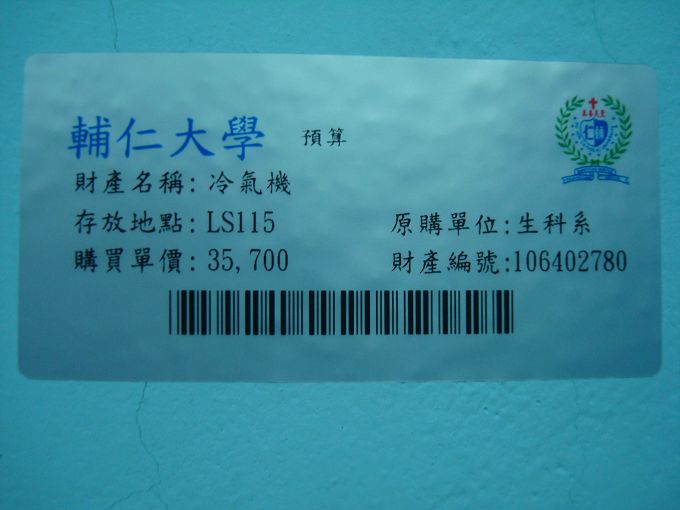 輔仁大學 預算
財產名稱: 冷氣機
存放地點: LS115 原購單位:生科系
購買單價: 35,700 財產編號:106402780